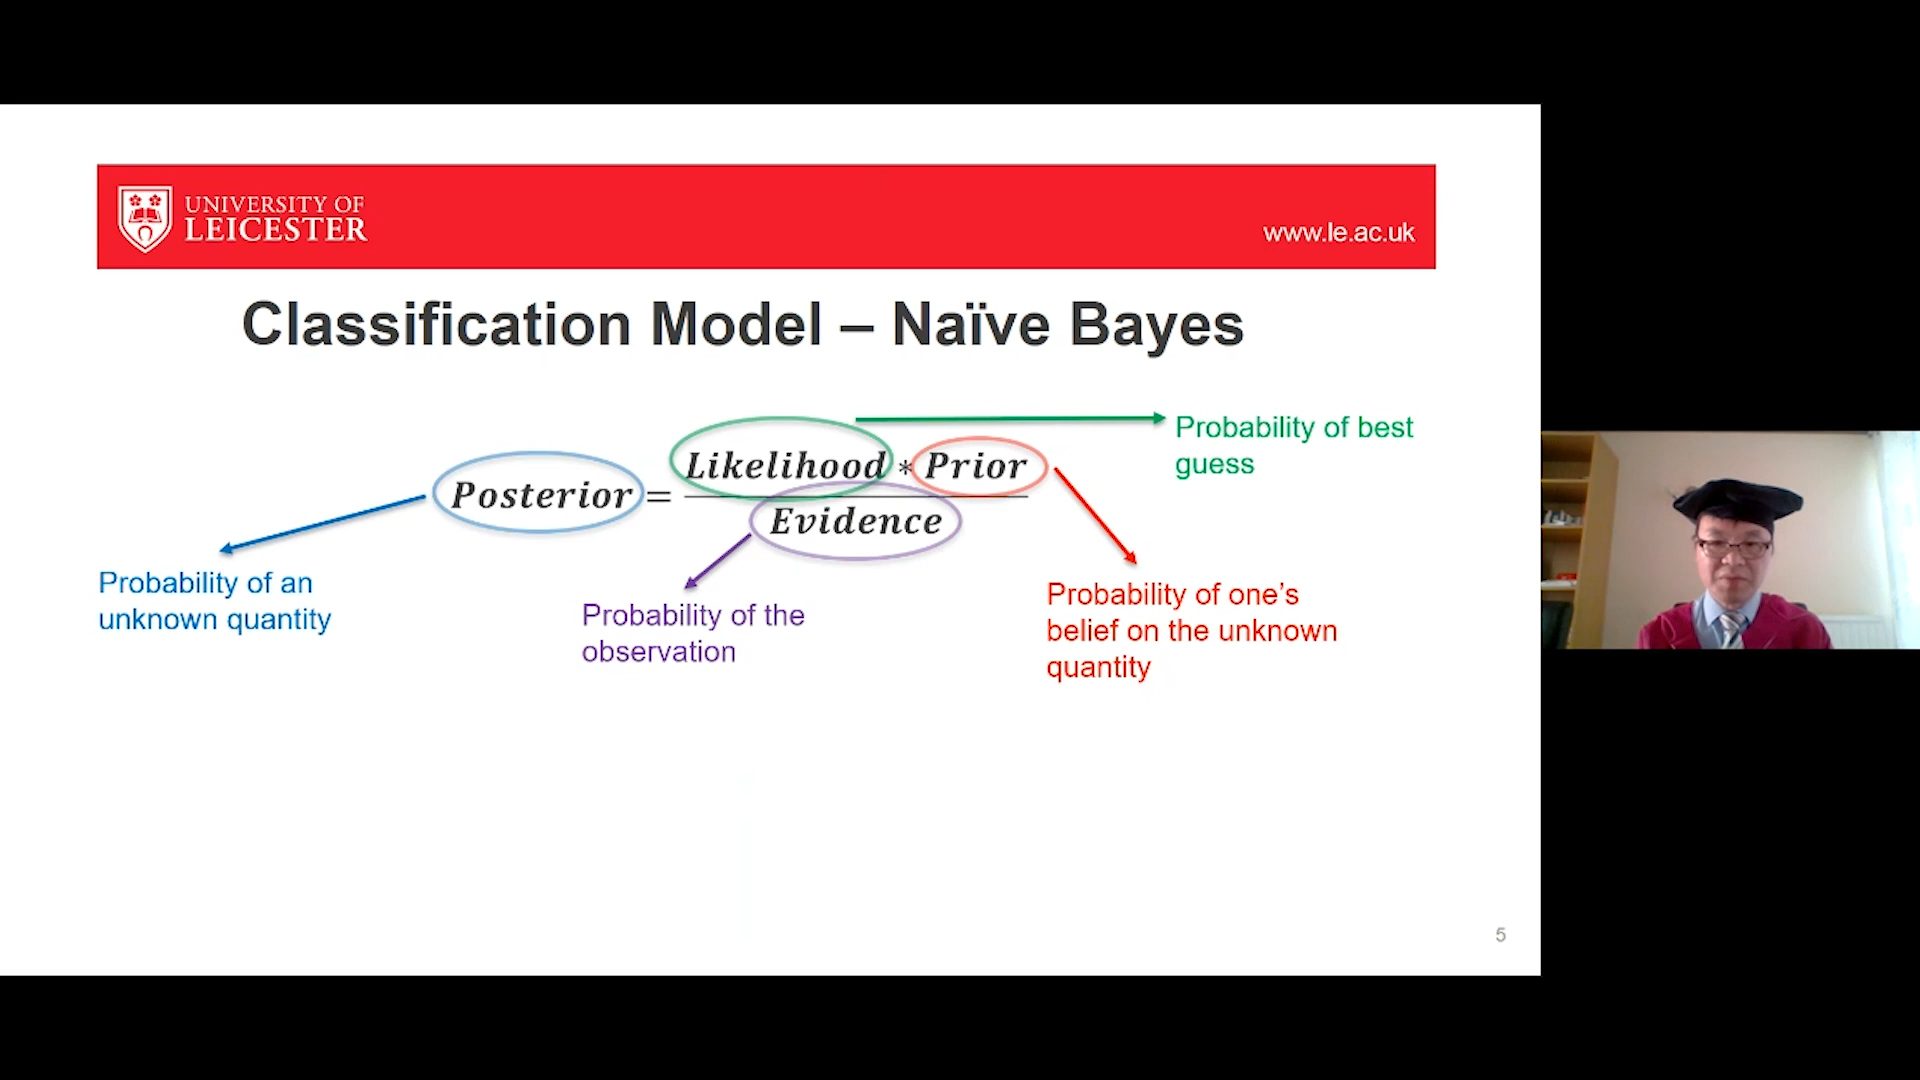 UNIVERSITY OF
LEICESTER
www.le.ac.uk
Classification Model – Naïve Bayes
Posterior = Likelihood * Prior
Evidence
Probability of best
guess
Probability of an
unknown quantity
Probability of the
observation
Probability of one’s
belief on the unknown
quantity
5